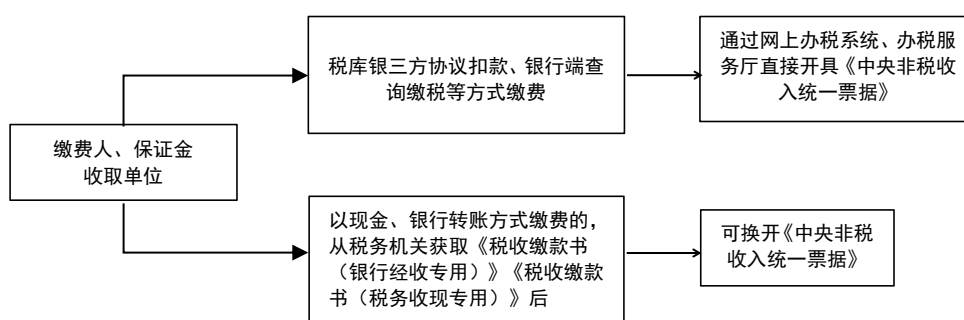 缴费人、保证金
收取单位
税库银三方协议扣款、银行端查
询缴税等方式缴费
通过网上办税系统、办税服
务厅直接开具《中央非税收
入统一票据》
以现金、银行转账方式缴费的,
从税务机关获取《税收缴款书
（银行经收专用）》《税收缴款
书（税务收现专用）》后
可换开《中央非税
收入统一票据》